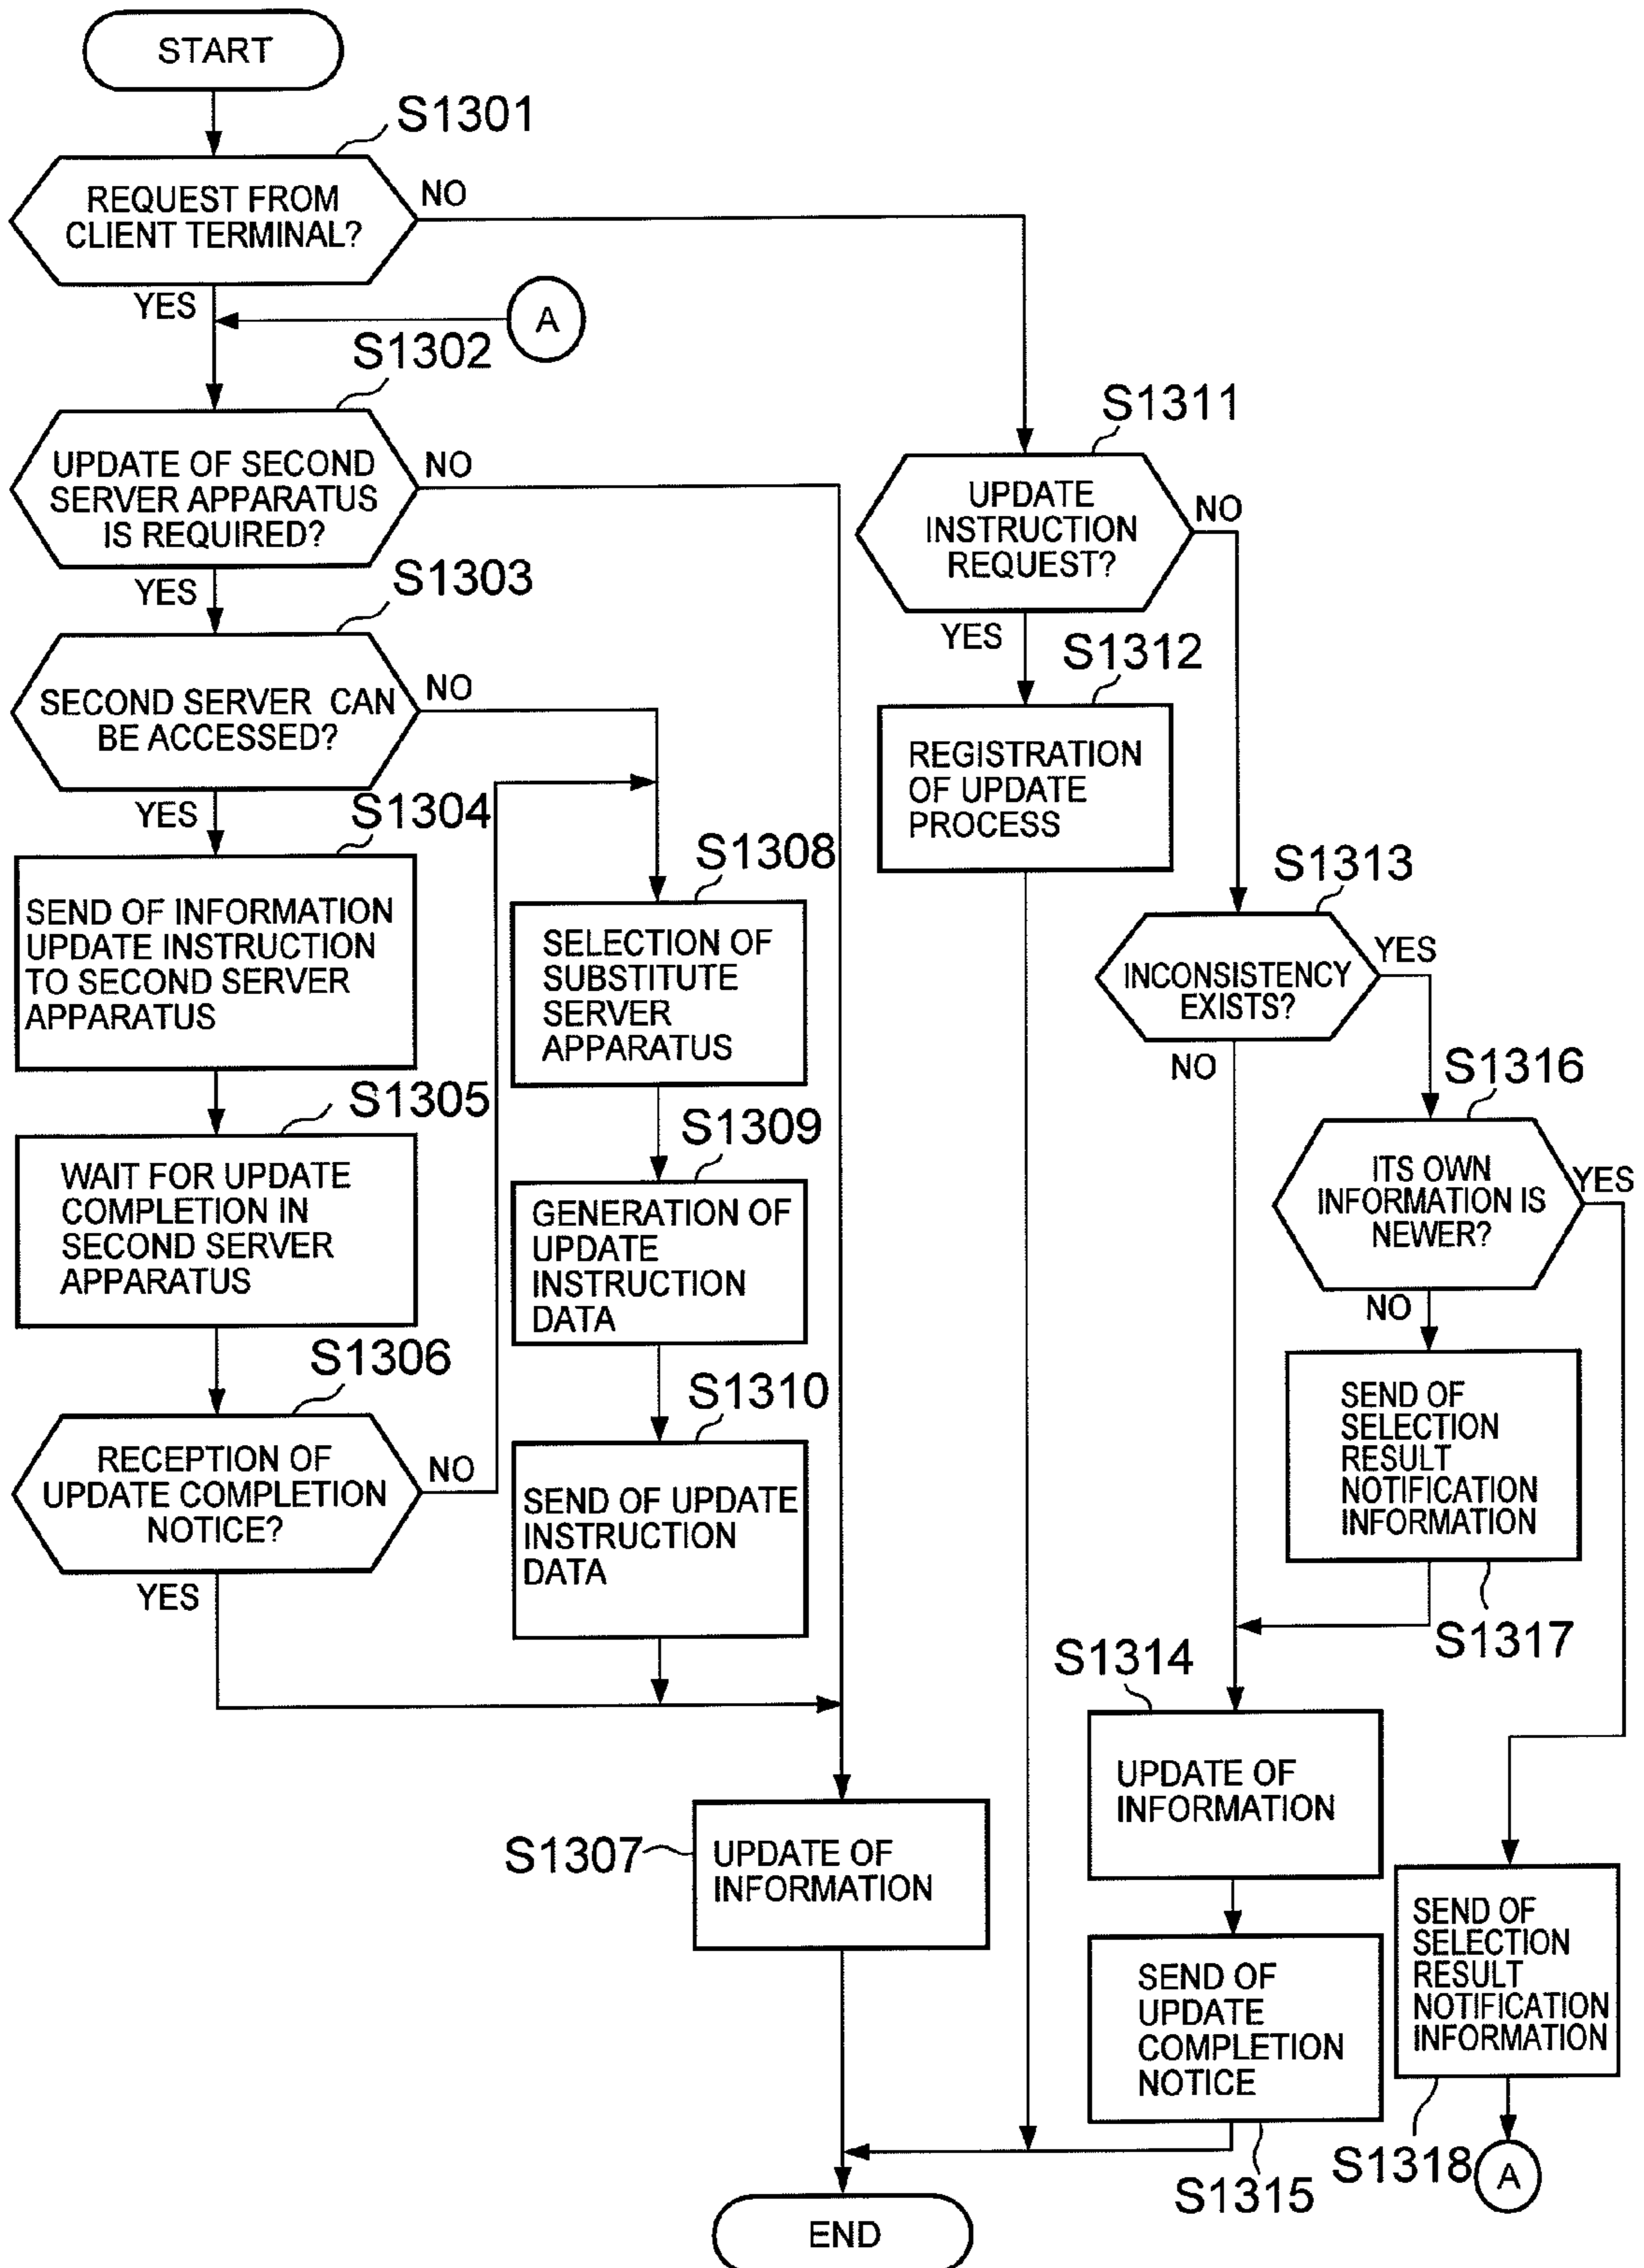 START
S1301
REQUEST FROM
CLIENT TERMINAL?
NO
YES
A
S1302
UPDATE OF SECOND
SERVER APPARATUS
IS REQUIRED?
NO
YES
S1303
SECOND SERVER CAN
BE ACCESSED?
NO
YES
S1304
SEND OF INFORMATION
UPDATE INSTRUCTION
TO SECOND SERVER
APPARATUS
S1305
WAIT FOR UPDATE
COMPLETION IN
SECOND SERVER
APPARATUS
S1306
RECEPTION OF
UPDATE COMPLETION
NOTICE?
NO
YES
S1308
SELECTION OF
SUBSTITUTE
SERVER
APPARATUS
S1309
GENERATION OF
UPDATE
INSTRUCTION
DATA
S1310
SEND OF UPDATE
INSTRUCTION
DATA
S1307
UPDATE OF
INFORMATION
S1311
UPDATE
INSTRUCTION
REQUEST?
NO
YES
S1312
REGISTRATION
OF UPDATE
PROCESS
S1313
INCONSISTENCY
EXISTS?
YES
NO
S1316
ITS OWN
INFORMATION IS
NEWER?
YES
NO
SEND OF
SELECTION
RESULT
NOTIFICATION
INFORMATION
S1317
S1314
UPDATE OF
INFORMATION
SEND OF
UPDATE
COMPLETION
NOTICE
S1315
SEND OF
SELECTION
RESULT
NOTIFICATION
INFORMATION
S1318
A
END